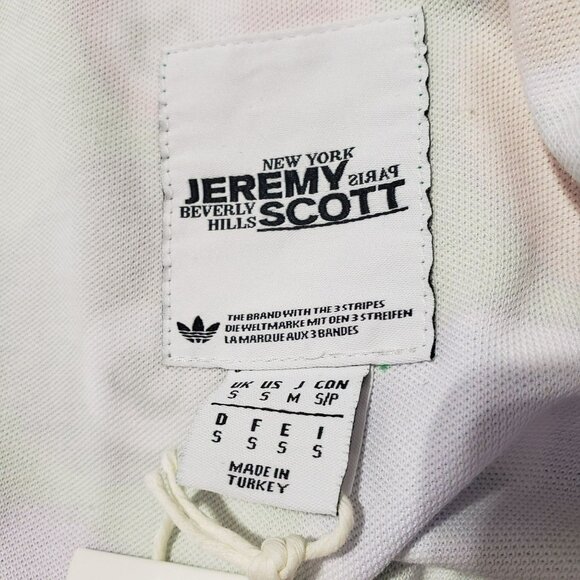 NEW YORK
JEREMY PARIS
BEVERLY HILLS SCOTT
THE BRAND WITH THE 3 STRIPES
DIE WELTMARKE MIT DEN 3 STREIFEN
LA MARQUE AUX 3 BANDES
UK US J CDN
S S M S/P
D F E I
S S S S
MADE IN
TURKEY